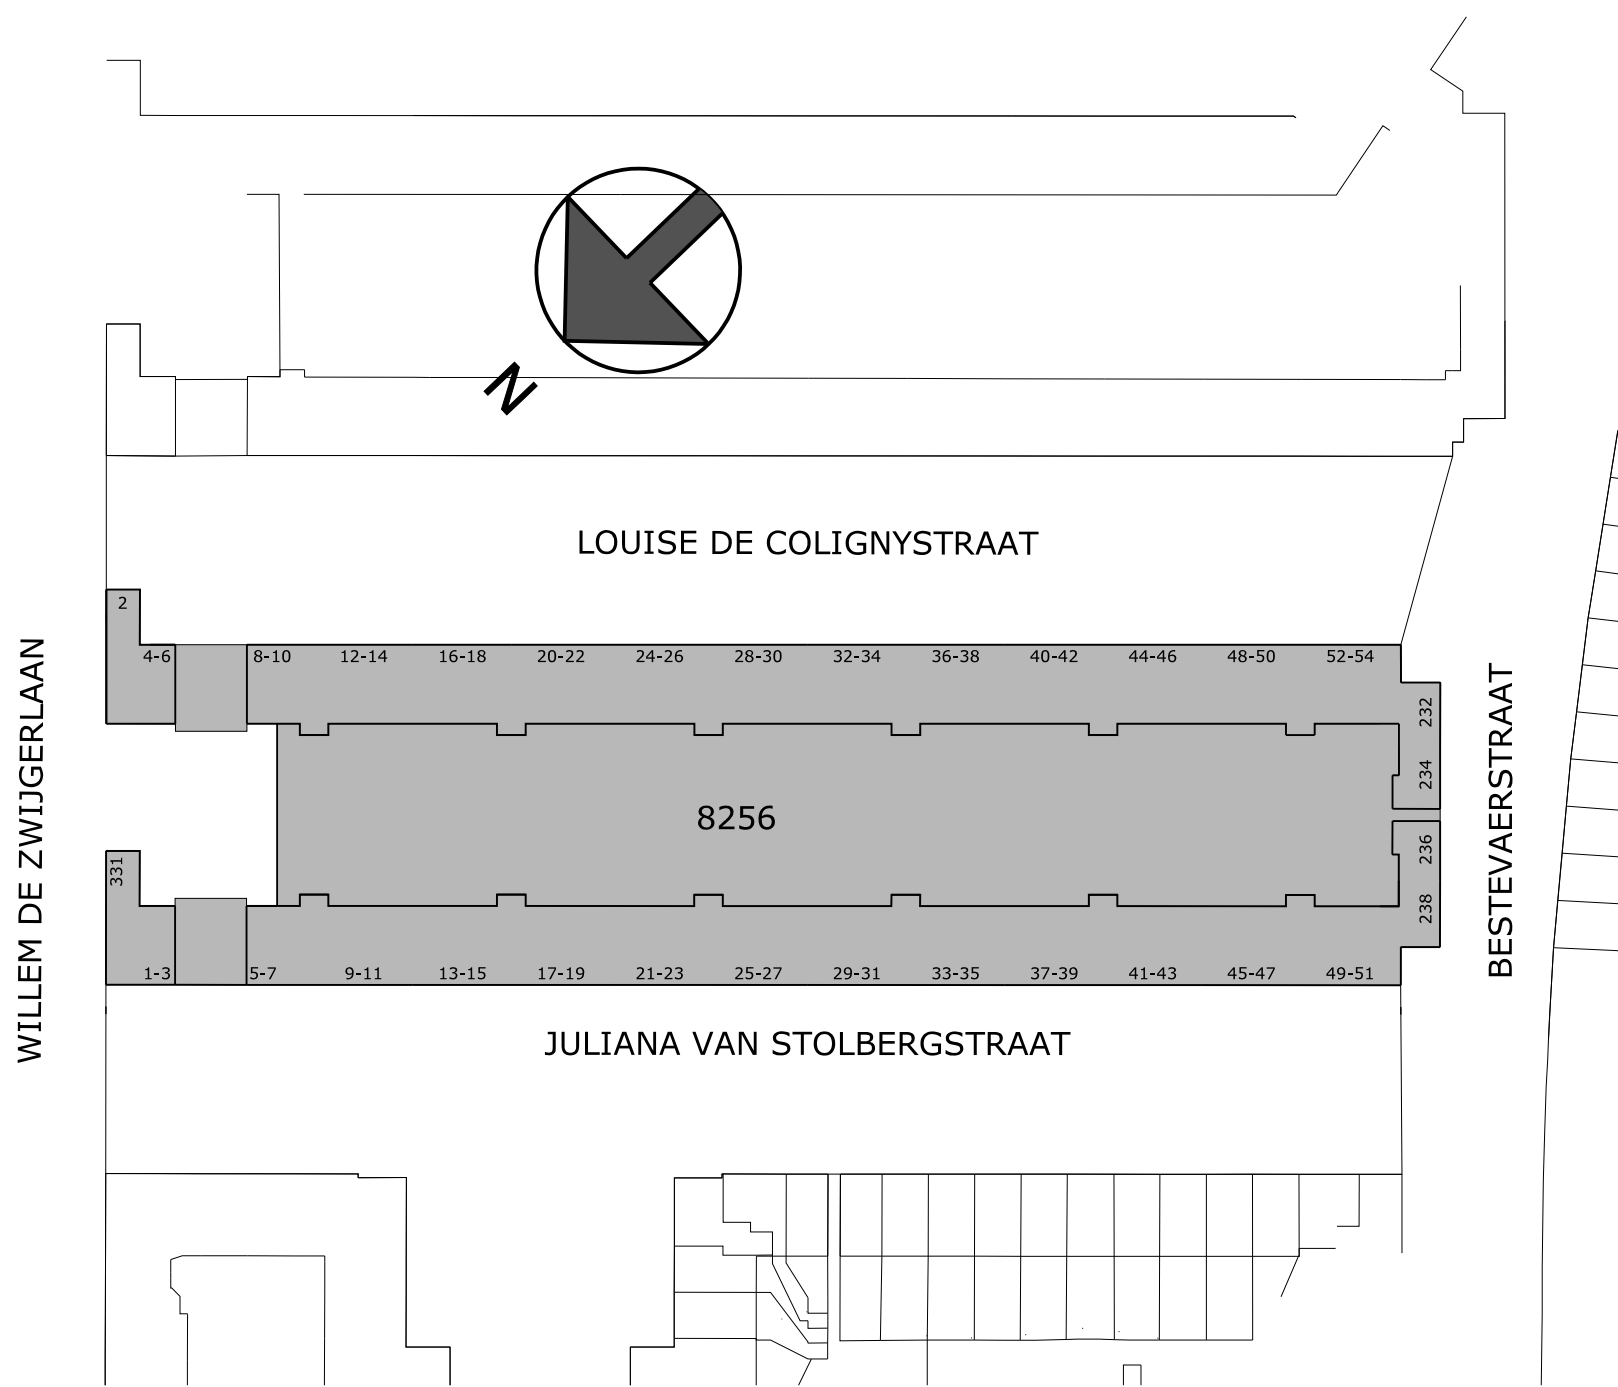 N
LOUISE DE COLIGNYSTRAAT
2
4-6 8-10 12-14 16-18 20-22 24-26 28-30 32-34 36-38 40-42 44-46 48-50 52-54
WILLEM DE ZWIJGERLAAN
232
234
8256
236
238
BESTEVAERSTRAAT
331
1-3 5-7 9-11 13-15 17-19 21-23 25-27 29-31 33-35 37-39 41-43 45-47 49-51
JULIANA VAN STOLBERGSTRAAT